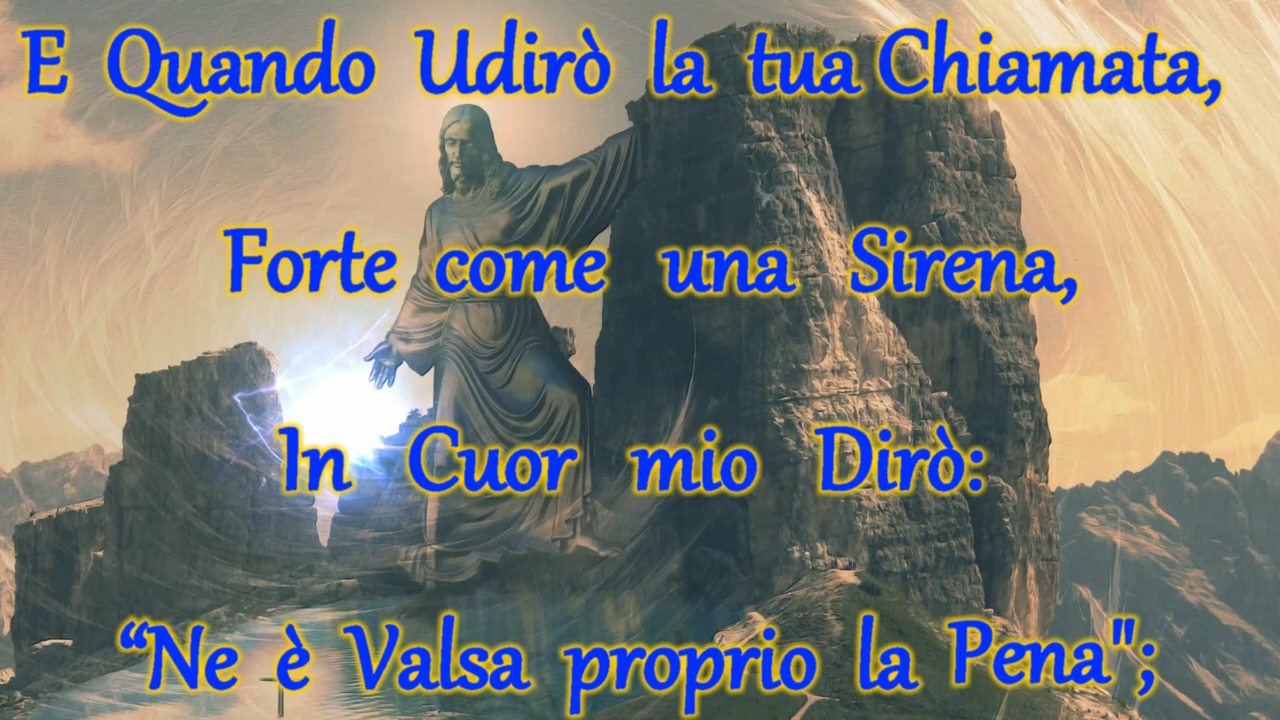 E Quando Udirò la tua Chiamata,
Forte come una Sirena,
In Cuor mio Dirò:
“Ne è Valsa proprio la Pena";